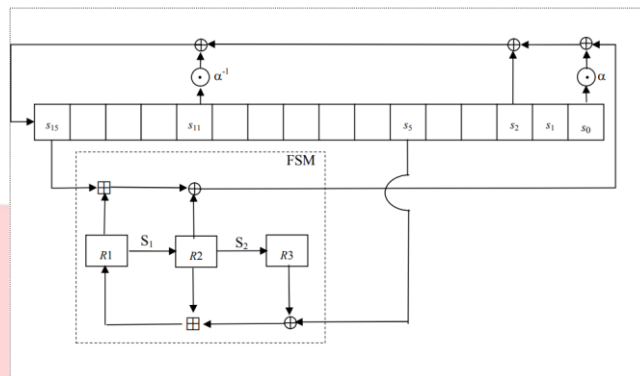 α⁻¹
α
s₁₅ s₁₁ s₅ s₂ s₁ s₀
FSM
S₁ S₂
R1 R2 R3